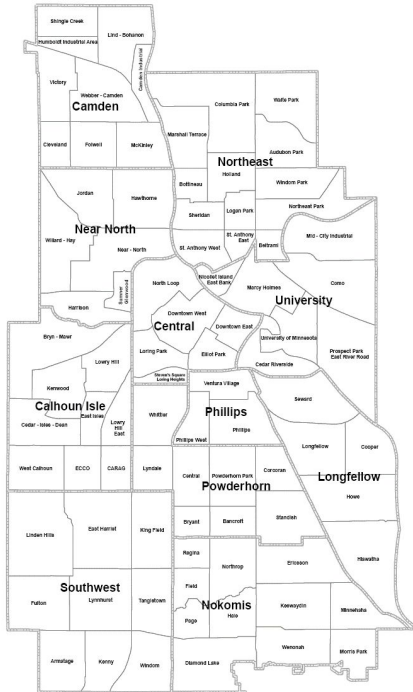 Shingle Creek
Lind - Bohanon
Humboldt Industrial Area
Camden Industrial
Victory
Webber - Camden
Camden
Cleveland
Folwell
McKinley
Columbia Park
Waite Park
Marshall Terrace
Audubon Park
Northeast
Holland
Bottineau
Windom Park
Jordan
Hawthorne
Sheridan
Logan Park
Northeast Park
Near North
Willard - Hay
Near - North
St. Anthony West
St. Anthony
East
Beltrami
Mid - City Industrial
Sumner
Glenwood
Harrison
North Loop
Nicollet Island
East Bank
Marcy Holmes
Como
University
Bryn - Mawr
Downtown West
Central
Downtown East
University of Minnesota
Loring Park
Elliot Park
Prospect Park
East River Road
Cedar Riverside
Lowry Hill
Steven's Square
Loring Heights
Kenwood
Ventura Village
Calhoun Isle
East Isles
Cedar - Isles - Dean
Lowry
Hill
East
Whittier
Phillips
Phillips
Phillips West
Seward
Longfellow
Cooper
West Calhoun
ECCO
CARAG
Lyndale
Central
Powderhorn Park
Corcoran
Powderhorn
Longfellow
Howe
Bryant
Bancroft
Standish
Linden Hills
East Harriet
King Field
Regina
Northrop
Ericsson
Hiawatha
Southwest
Fulton
Lynnhurst
Tangletown
Field
Nokomis
Page
Hale
Keewaydin
Minnehaha
Armatage
Kenny
Windom
Diamond Lake
Wenonah
Morris Park